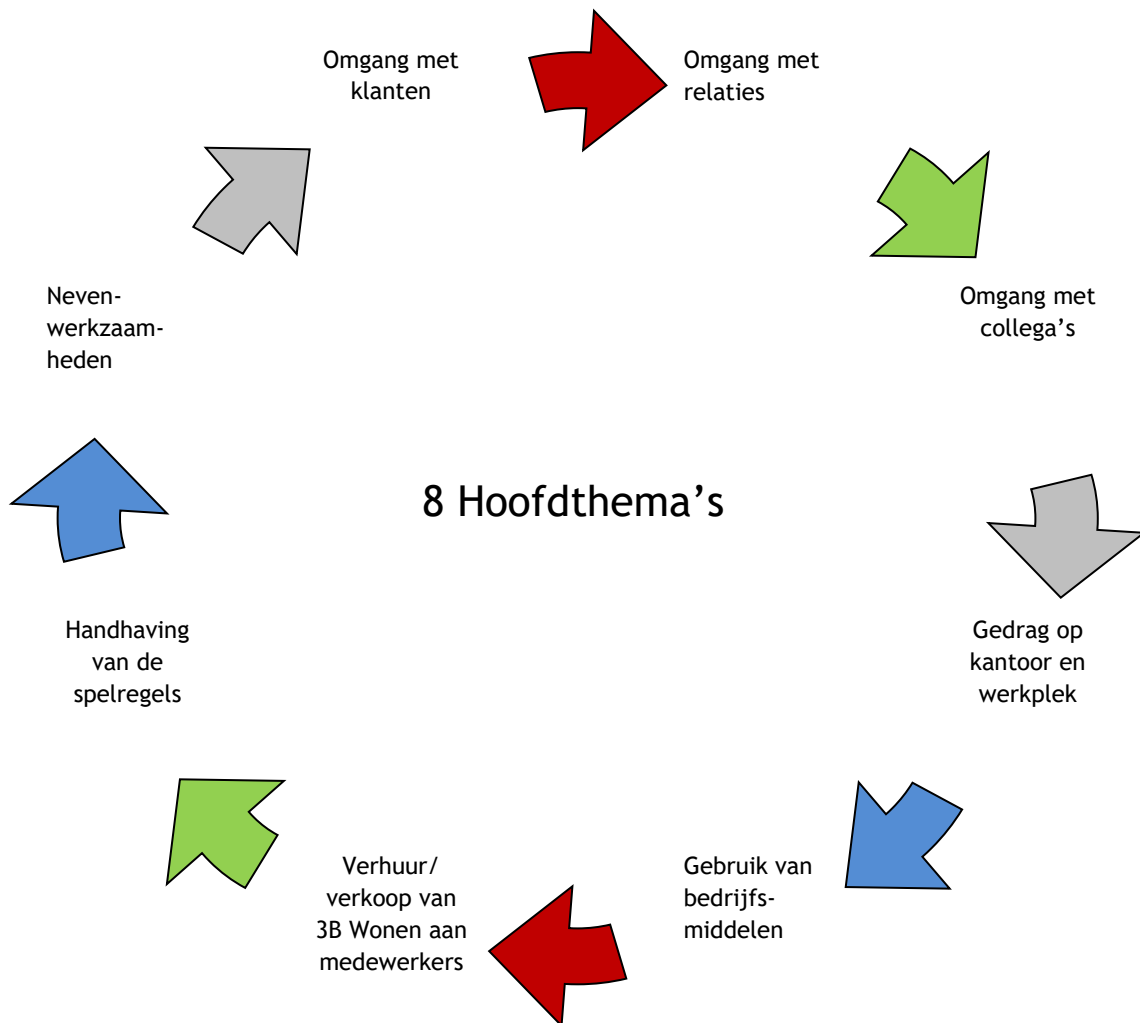 Omgang met
klanten
Omgang met
relaties
Omgang met
collega’s
Gedrag op
kantoor en
werkplek
Gebruik van
bedrijfs-
middelen
Verhuur/
verkoop van
3B Wonen aan
medewerkers
Handhaving
van de
spelregels
Neven-
werkzaam-
heden
8 Hoofdthema’s